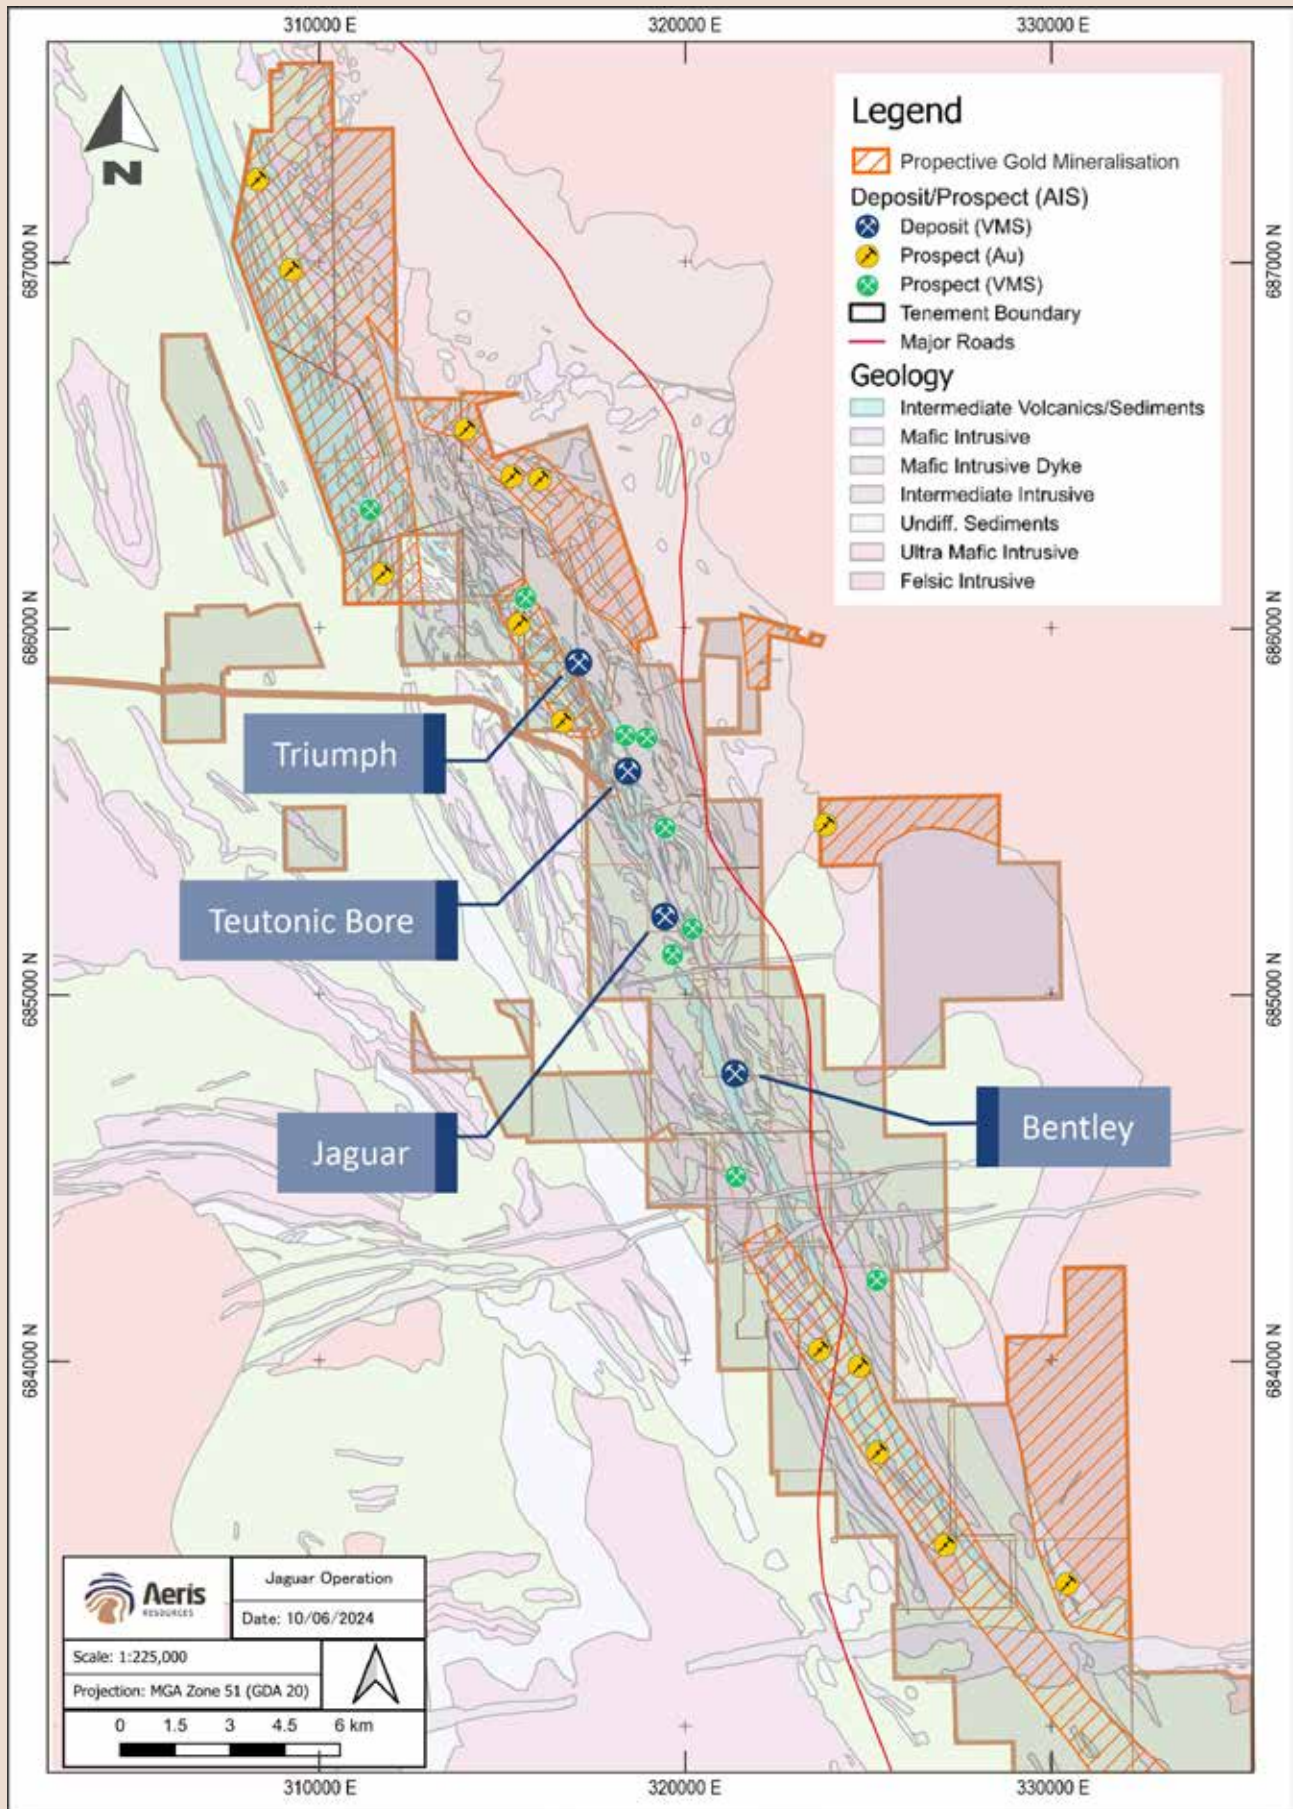 310000 E
320000 E
330000 E
Legend
Propective Gold Mineralisation
Deposit/Prospect (AIS)
Deposit (VMS)
Prospect (Au)
Prospect (VMS)
Tenement Boundary
Major Roads
Geology
Intermediate Volcanics/Sediments
Mafic Intrusive
Mafic Intrusive Dyke
Intermediate Intrusive
Undiff. Sediments
Ultra Mafic Intrusive
Felsic Intrusive
N
687000 N
687000 N
686000 N
686000 N
Triumph
Teutonic Bore
685000 N
685000 N
Jaguar
Bentley
684000 N
684000 N
Aeris
RESOURCES
Jaguar Operation
Date: 10/06/2024
Scale: 1:225,000
Projection: MGA Zone 51 (GDA 20)
0 1.5 3 4.5 6 km
310000 E
320000 E
330000 E